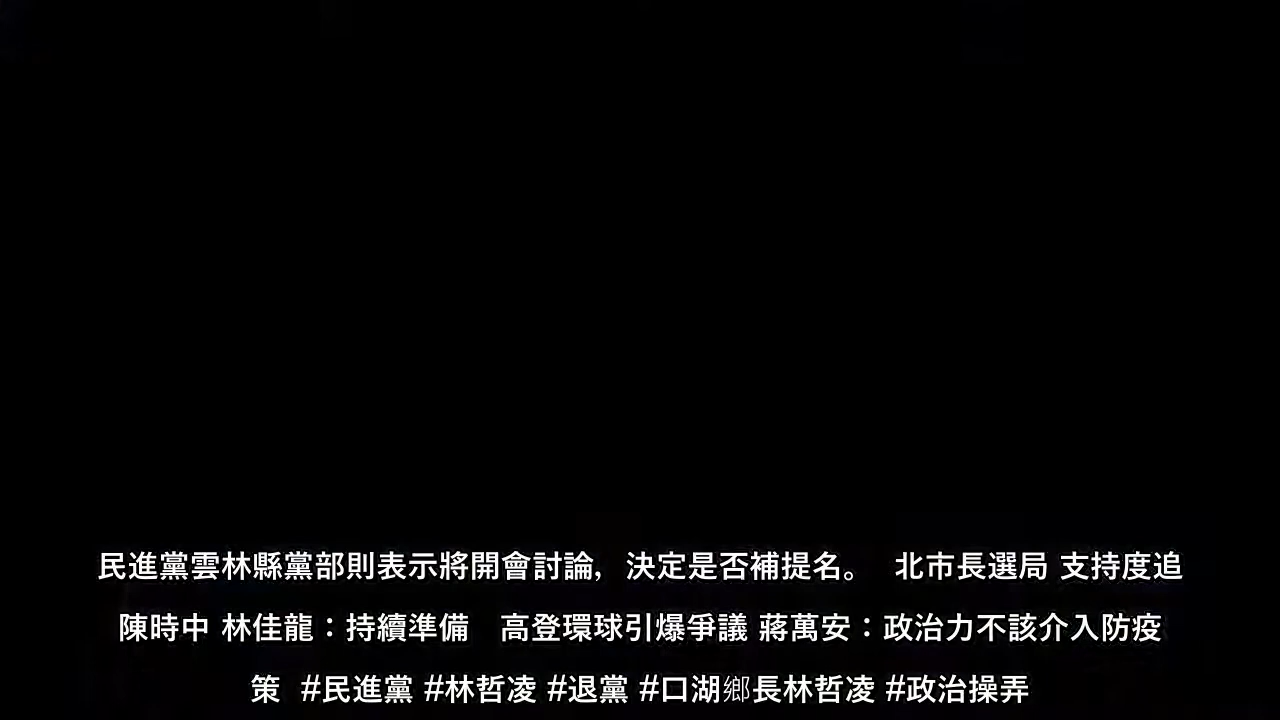 民進黨雲林縣黨部則表示將開會討論，決定是否補提名。 北市長選局 支持度追
陳時中 林佳龍：持續準備 高登環球引爆爭議 蔣萬安：政治力不該介入防疫
策 #民進黨 #林哲凌 #退黨 #口湖鄉長林哲凌 #政治操弄